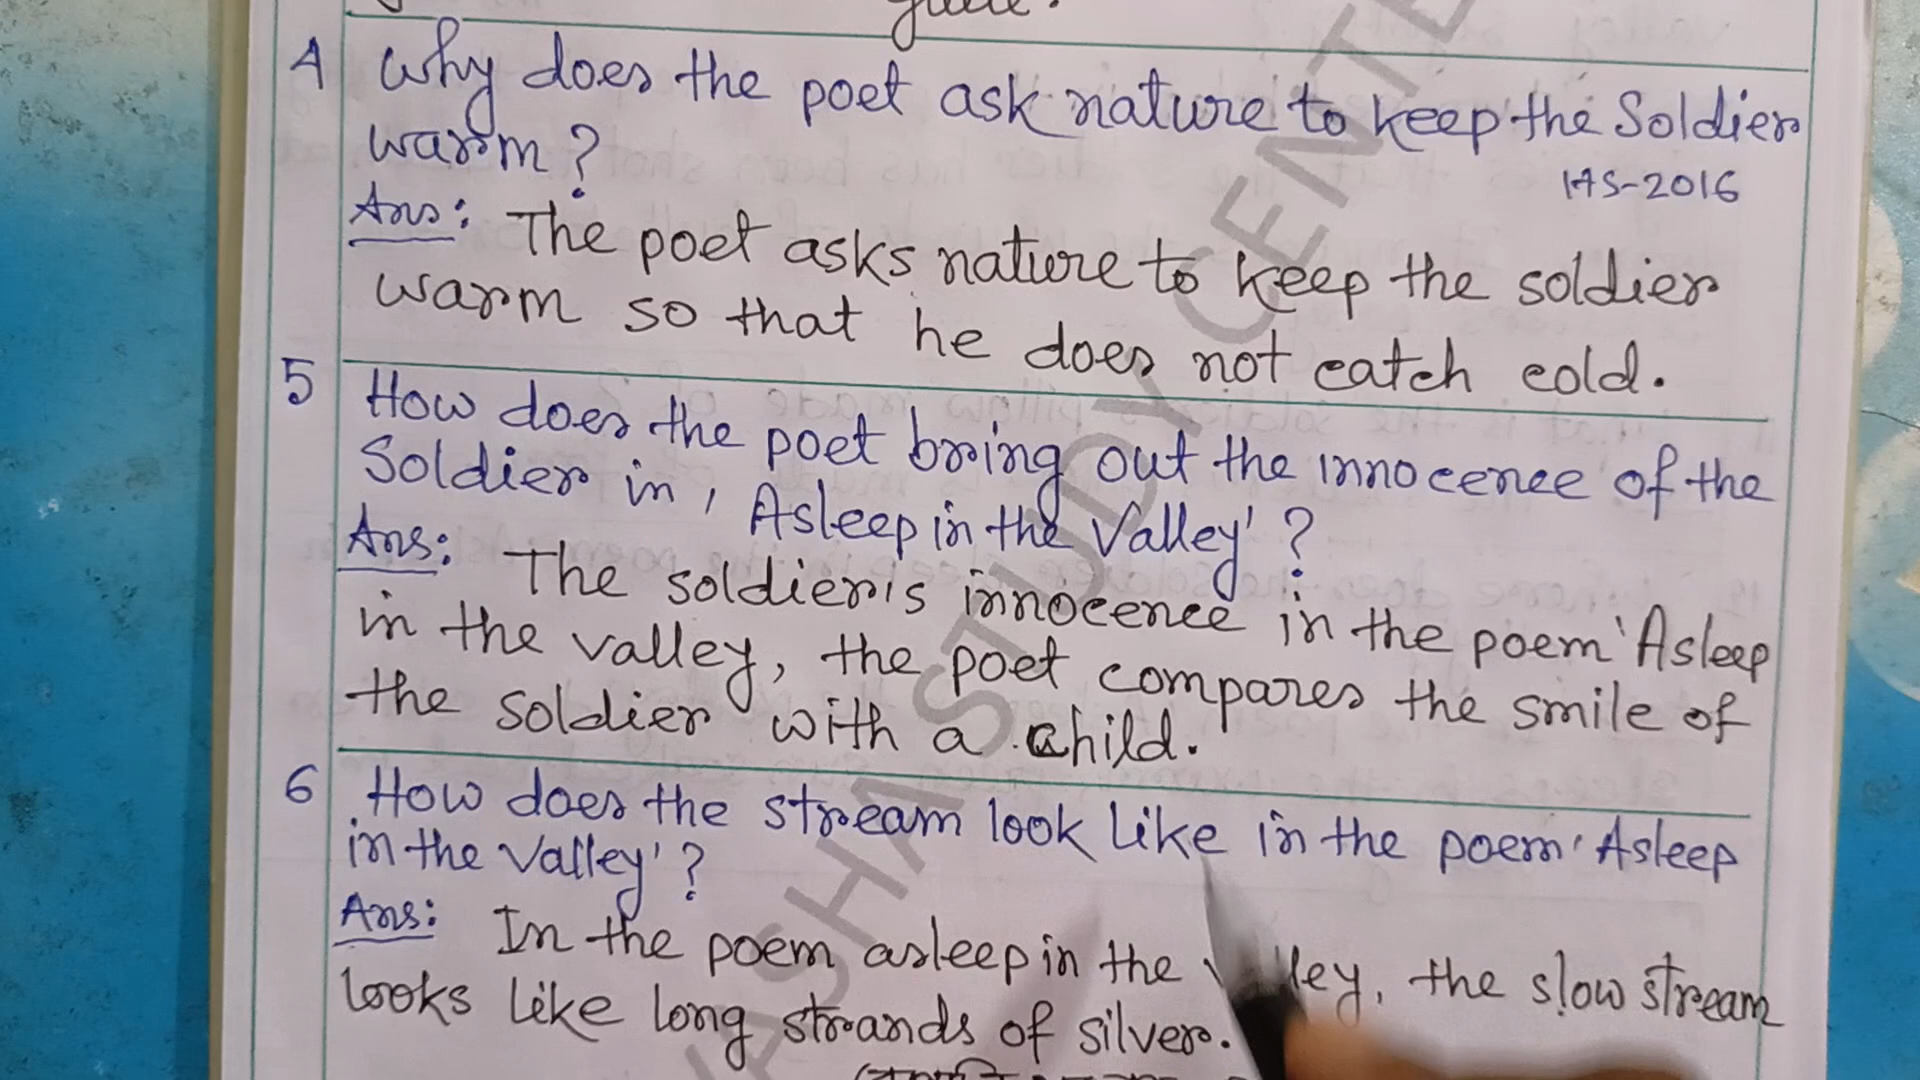 4 Why does the poet ask nature to keep the Soldier
warm?
HS-2016
Ans: The poet asks nature to keep the soldier
warm so that he does not catch cold.
5 How does the poet bring out the innocence of the
Soldier in, Asleep in the Valley'?
Ans: The soldier's innocence in the poem 'Asleep
in the valley, the poet compares the smile of
the soldier with a child.
6 How does the stream look like in the poem 'Asleep
in the Valley'?
Ans: In the poem asleep in the the slow stream
looks like long strands of silver.
STUDY CENTE